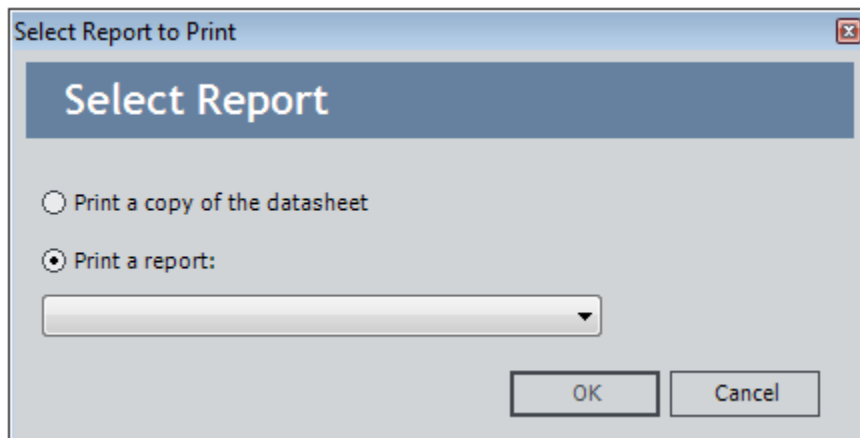 Select Report to Print
Select Report
Print a copy of the datasheet
Print a report:
OK
Cancel